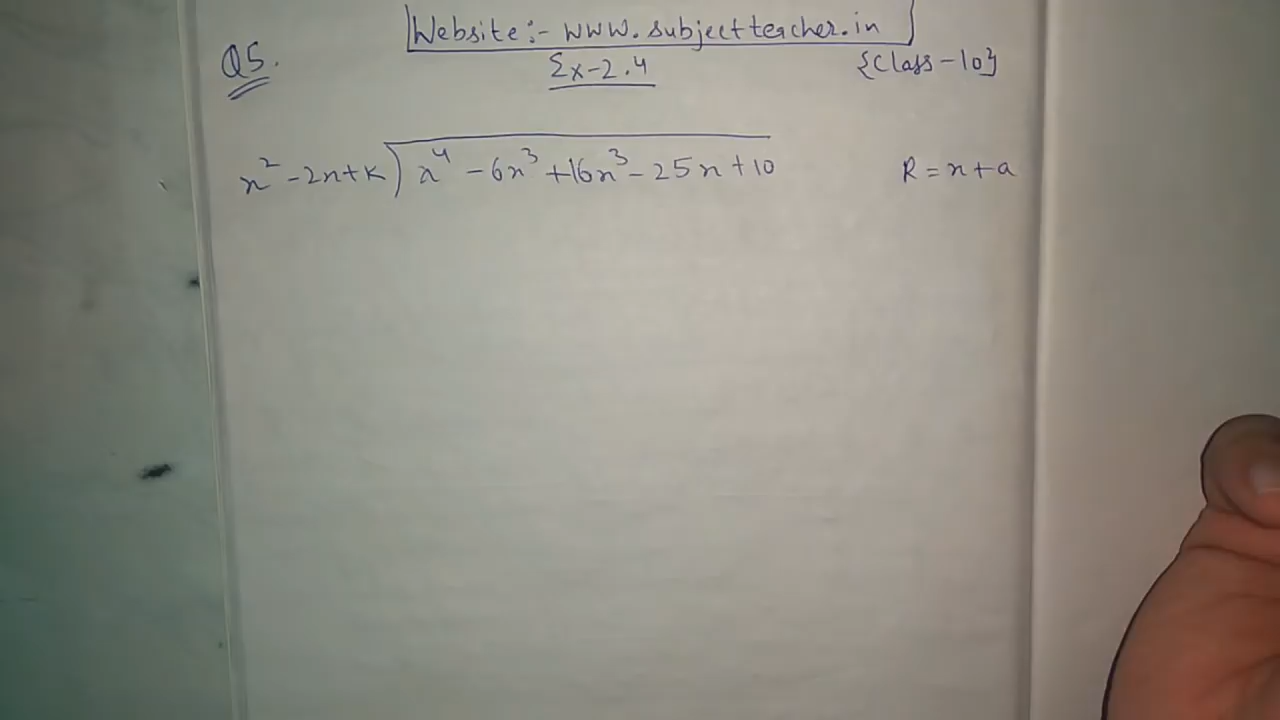 Website:- www.subjectteacher.in
Q5.
Ex-2.4
{Class-10}
x²-2x+k) x⁴ -6x³ +16x³ -25x +10
R = x+a